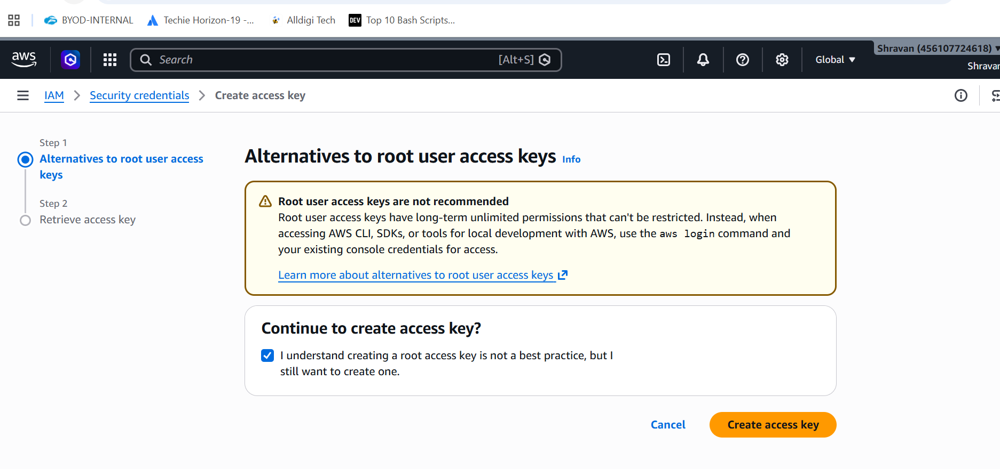 BYOD-INTERNAL
Techie Horizon-19 -...
Alldigi Tech
DEV
Top 10 Bash Scripts...
aws
Search
[Alt+S]
Global
Shravan (456107724618)
Shravan
IAM
Security credentials
Create access key
Step 1
Alternatives to root user access
keys
Step 2
Retrieve access key
Alternatives to root user access keys Info
Root user access keys are not recommended
Root user access keys have long-term unlimited permissions that can't be restricted. Instead, when
accessing AWS CLI, SDKs, or tools for local development with AWS, use the aws login command and
your existing console credentials for access.
Learn more about alternatives to root user access keys
Continue to create access key?
I understand creating a root access key is not a best practice, but I
still want to create one.
Cancel
Create access key